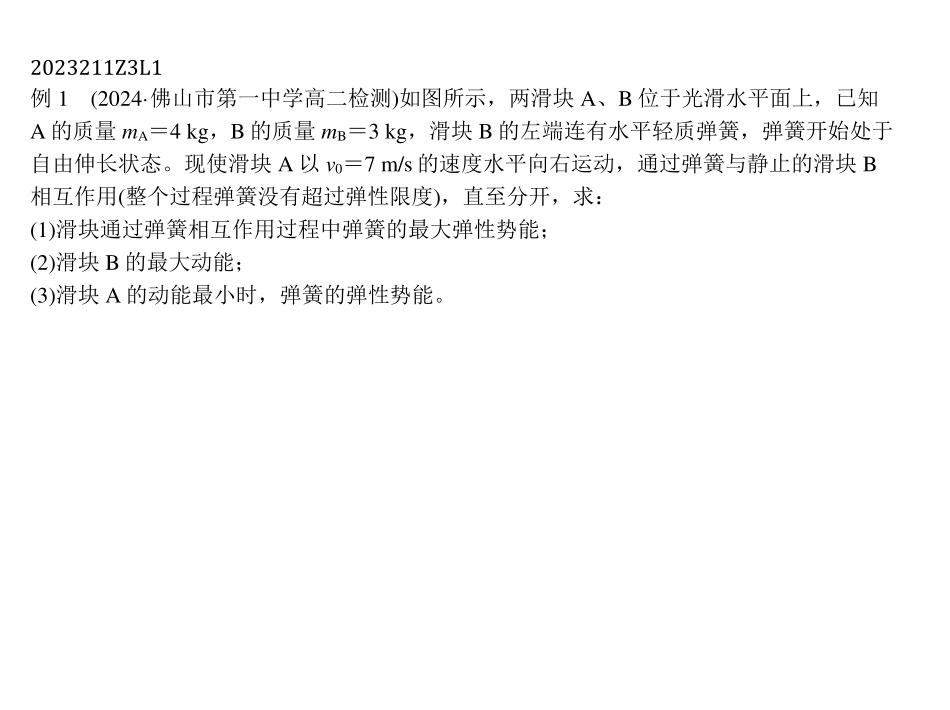 2023211Z3L1
例 1　(2024·佛山市第一中学高二检测)如图所示，两滑块 A、B 位于光滑水平面上，已知
A 的质量 mA＝4 kg，B 的质量 mB＝3 kg，滑块 B 的左端连有水平轻质弹簧，弹簧开始处于
自由伸长状态。现使滑块 A 以 v0＝7 m/s 的速度水平向右运动，通过弹簧与静止的滑块 B
相互作用(整个过程弹簧没有超过弹性限度)，直至分开，求：
(1)滑块通过弹簧相互作用过程中弹簧的最大弹性势能；
(2)滑块 B 的最大动能；
(3)滑块 A 的动能最小时，弹簧的弹性势能。